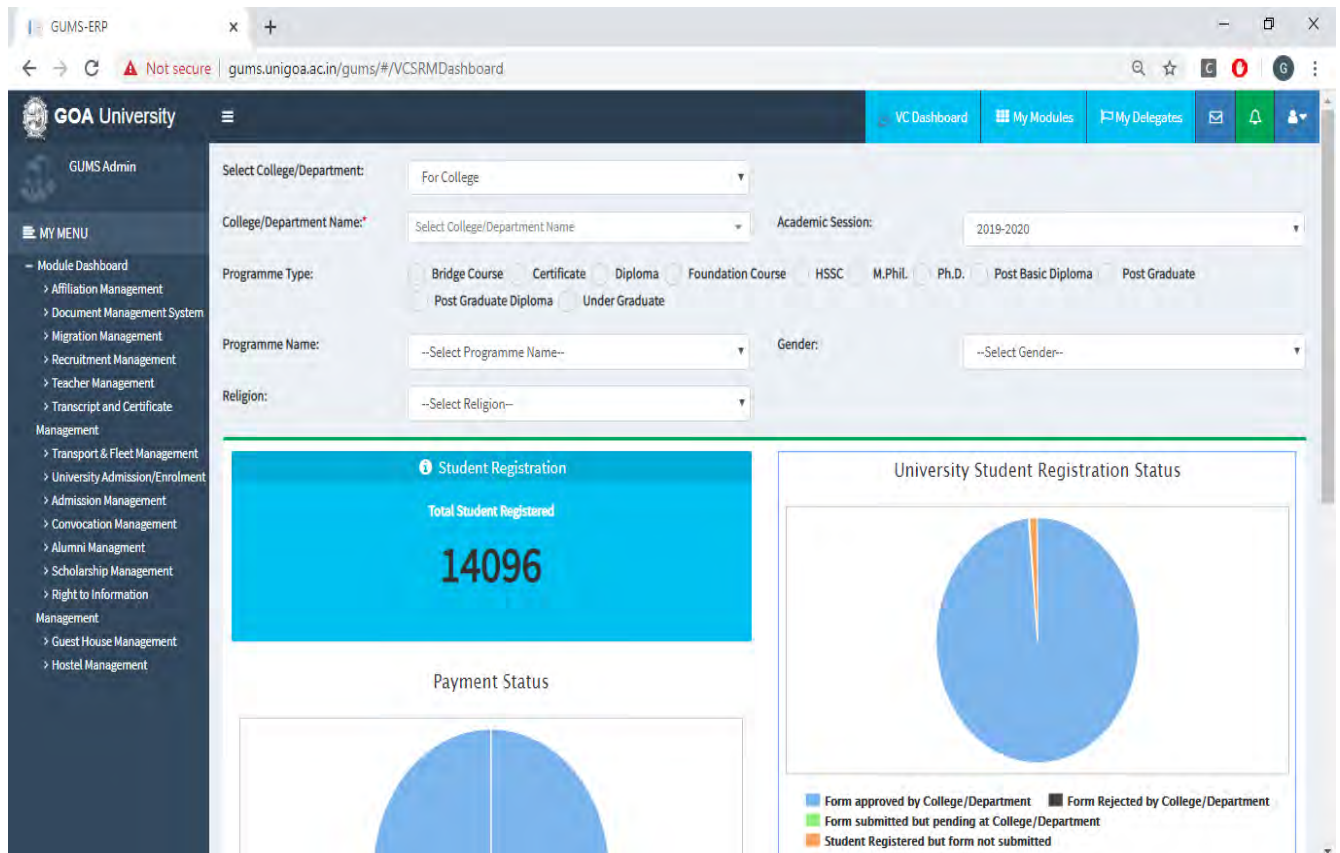 GUMS-ERP
Not secure | gums.unigoa.ac.in/gums/#/VCSRMDashboard
C G
GOA University
VC Dashboard My Modules My Delegates
GUMS Admin
MY MENU
Module Dashboard
> Affiliation Management
> Document Management System
> Migration Management
> Recruitment Management
> Teacher Management
> Transcript and Certificate
Management
> Transport & Fleet Management
> University Admission/Enrolment
> Admission Management
> Convocation Management
> Alumni Managment
> Scholarship Management
> Right to Information
Management
> Guest House Management
> Hostel Management
Select College/Department: For College
College/Department Name:* Select College/Department Name Academic Session: 2019-2020
Programme Type: Bridge Course Certificate Diploma Foundation Course HSSC M.Phil. Ph.D. Post Basic Diploma Post Graduate
Post Graduate Diploma Under Graduate
Programme Name: --Select Programme Name-- Gender: --Select Gender--
Religion: --Select Religion--
Student Registration
Total Student Registered
14096
Payment Status
University Student Registration Status
Form approved by College/Department Form Rejected by College/Department
Form submitted but pending at College/Department
Student Registered but form not submitted